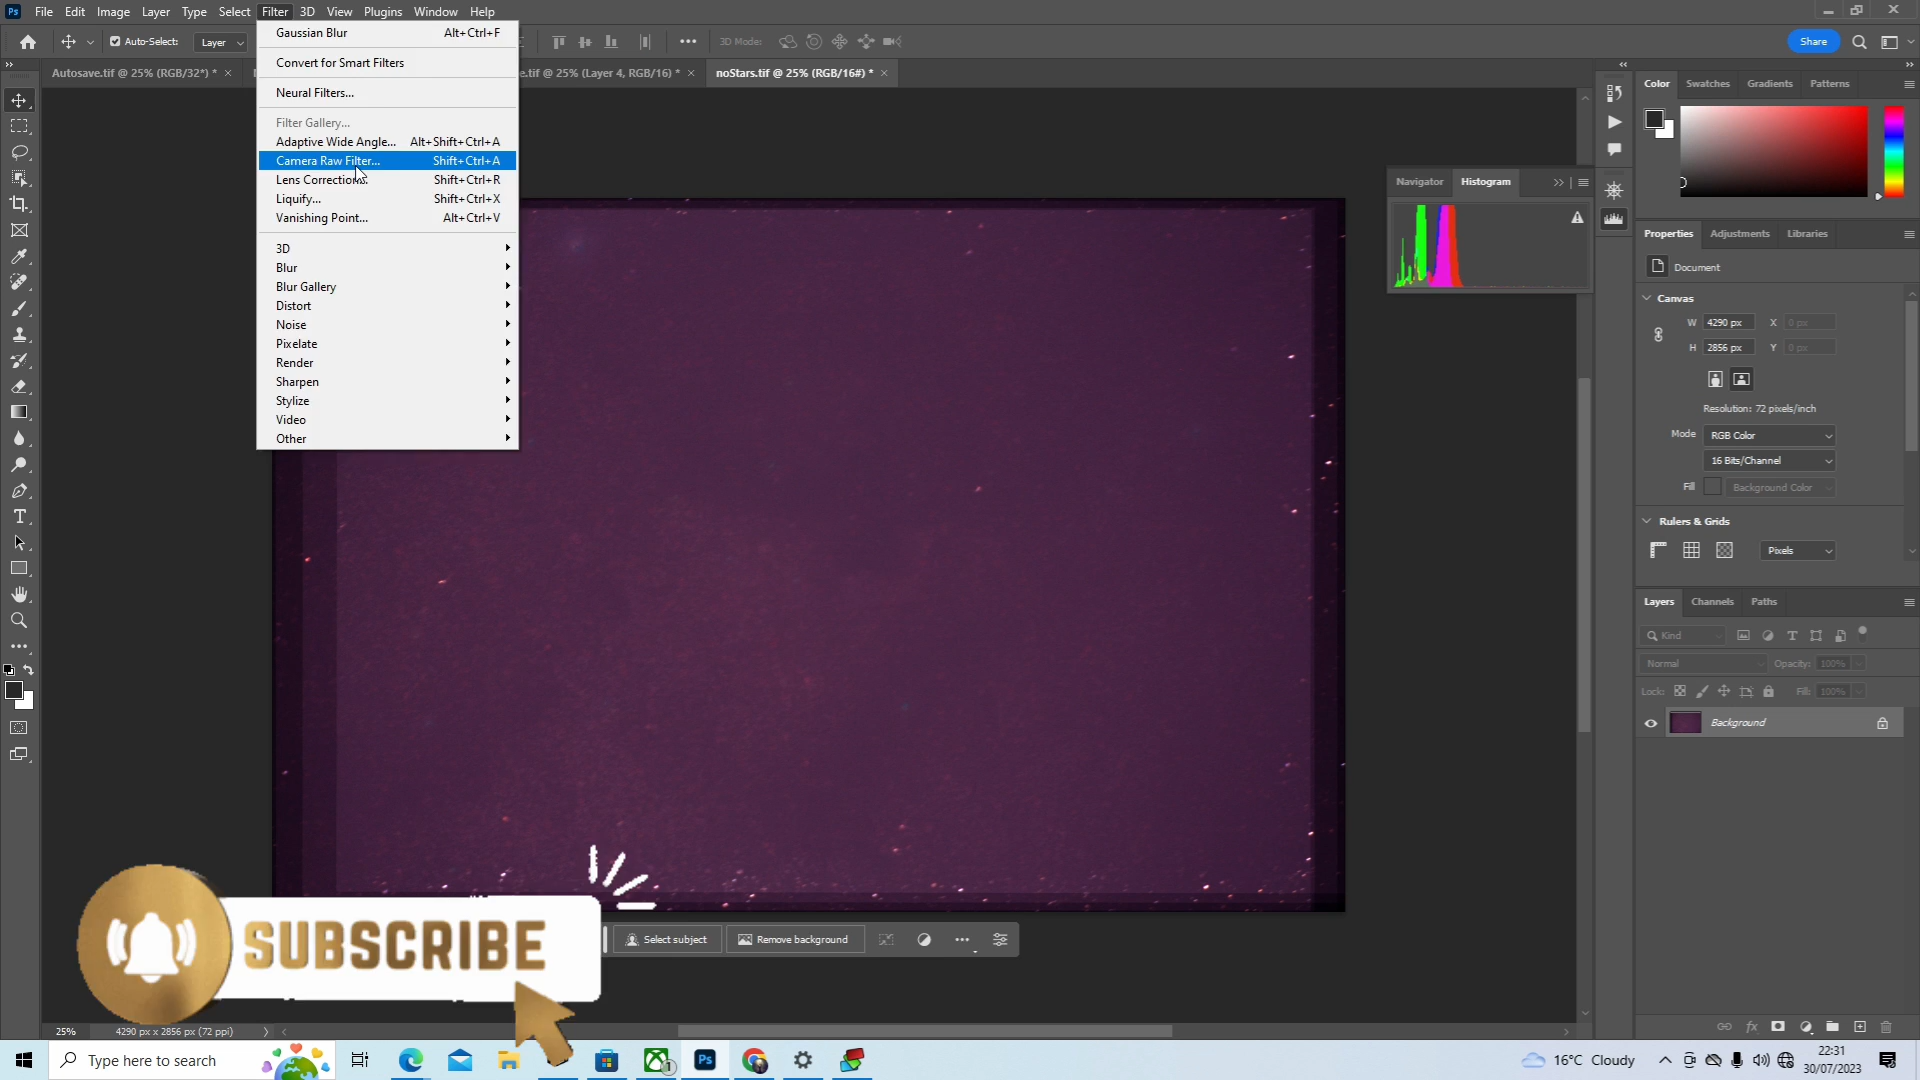 Ps File Edit Image Layer Type Select Filter 3D View Plugins Window Help
Auto-Select: Layer 3D Mode: Share
Autosave.tif @ 25% (RGB/32*) * × e.tif @ 25% (Layer 4, RGB/16) * × noStars.tif @ 25% (RGB/16#) * ×
Gaussian Blur Alt+Ctrl+F
Convert for Smart Filters
Neural Filters...
Filter Gallery...
Adaptive Wide Angle... Alt+Shift+Ctrl+A
Camera Raw Filter... Shift+Ctrl+A
Lens Correction... Shift+Ctrl+R
Liquify... Shift+Ctrl+X
Vanishing Point... Alt+Ctrl+V
3D
Blur
Blur Gallery
Distort
Noise
Pixelate
Render
Sharpen
Stylize
Video
Other
Navigator Histogram
Color Swatches Gradients Patterns
Properties Adjustments Libraries
Document
Canvas
W 4290 px X 0 px
H 2856 px Y 0 px
Resolution: 72 pixels/inch
Mode RGB Color
16 Bits/Channel
Fill Background Color
Rulers & Grids
Pixels
Layers Channels Paths
Kind
Normal Opacity: 100%
Lock: Fill: 100%
Background
fx
Select subject Remove background
SUBSCRIBE
25% 4290 px x 2856 px (72 ppi)
Type here to search 1 Ps 16°C Cloudy 22:31
30/07/2023